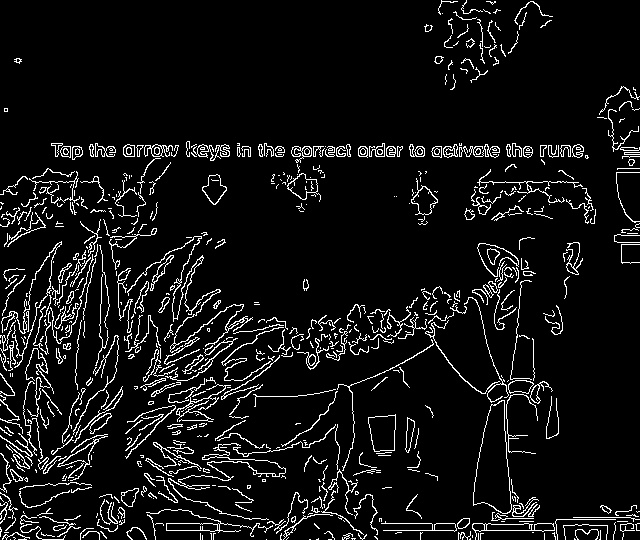 Tap the arrow keys in the correct order to activate the rune.